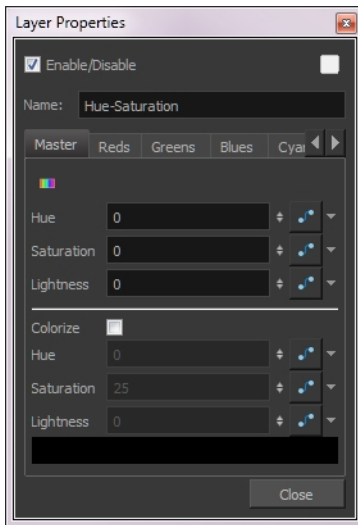 Layer Properties
Enable/Disable
Name: Hue-Saturation
Master Reds Greens Blues Cyar
Hue 0
Saturation 0
Lightness 0
Colorize
Hue 0
Saturation 25
Lightness 0
Close